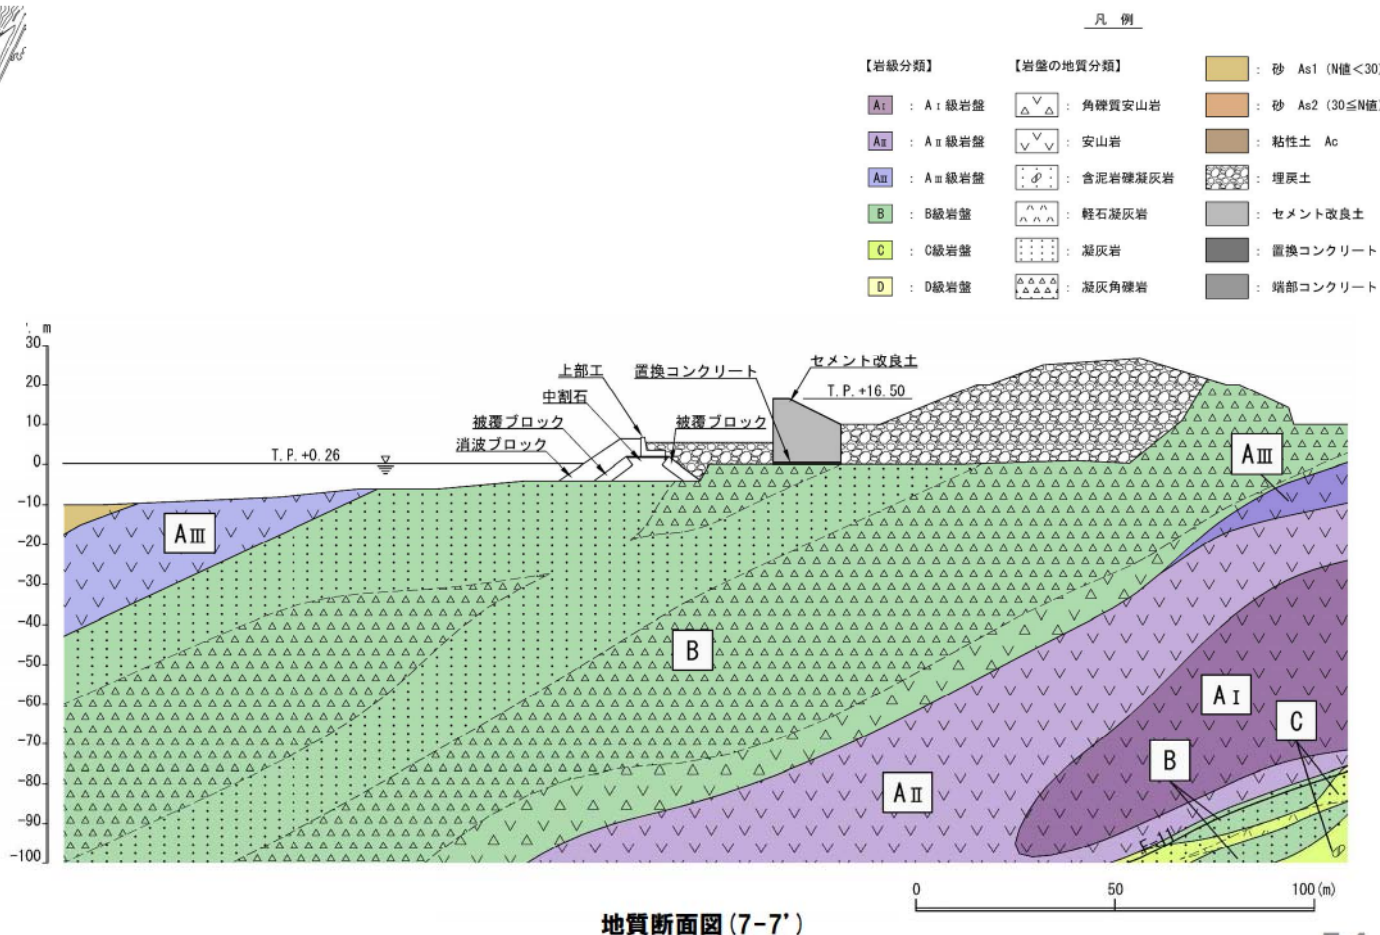 凡 例
【岩級分類】
AⅠ : AⅠ級岩盤
AⅡ : AⅡ級岩盤
AⅢ : AⅢ級岩盤
B : B級岩盤
C : C級岩盤
D : D級岩盤
【岩盤の地質分類】
: 角礫質安山岩
: 安山岩
: 含泥岩礫凝灰岩
: 軽石凝灰岩
: 凝灰岩
: 凝灰角礫岩
: 砂 As1 (N値<30)
: 砂 As2 (30≦N値
: 粘性土 Ac
: 埋戻土
: セメント改良土
: 置換コンクリート
: 端部コンクリート
m
30
20
10
0
-10
-20
-30
-40
-50
-60
-70
-80
-90
-100
T.P.+0.26
上部工
中割石
被覆ブロック
消波ブロック
置換コンクリート
被覆ブロック
セメント改良土
T.P.+16.50
AⅢ
AⅢ
B
AⅠ
C
B
AⅡ
F-11
0 50 100(m)
地質断面図(7-7')